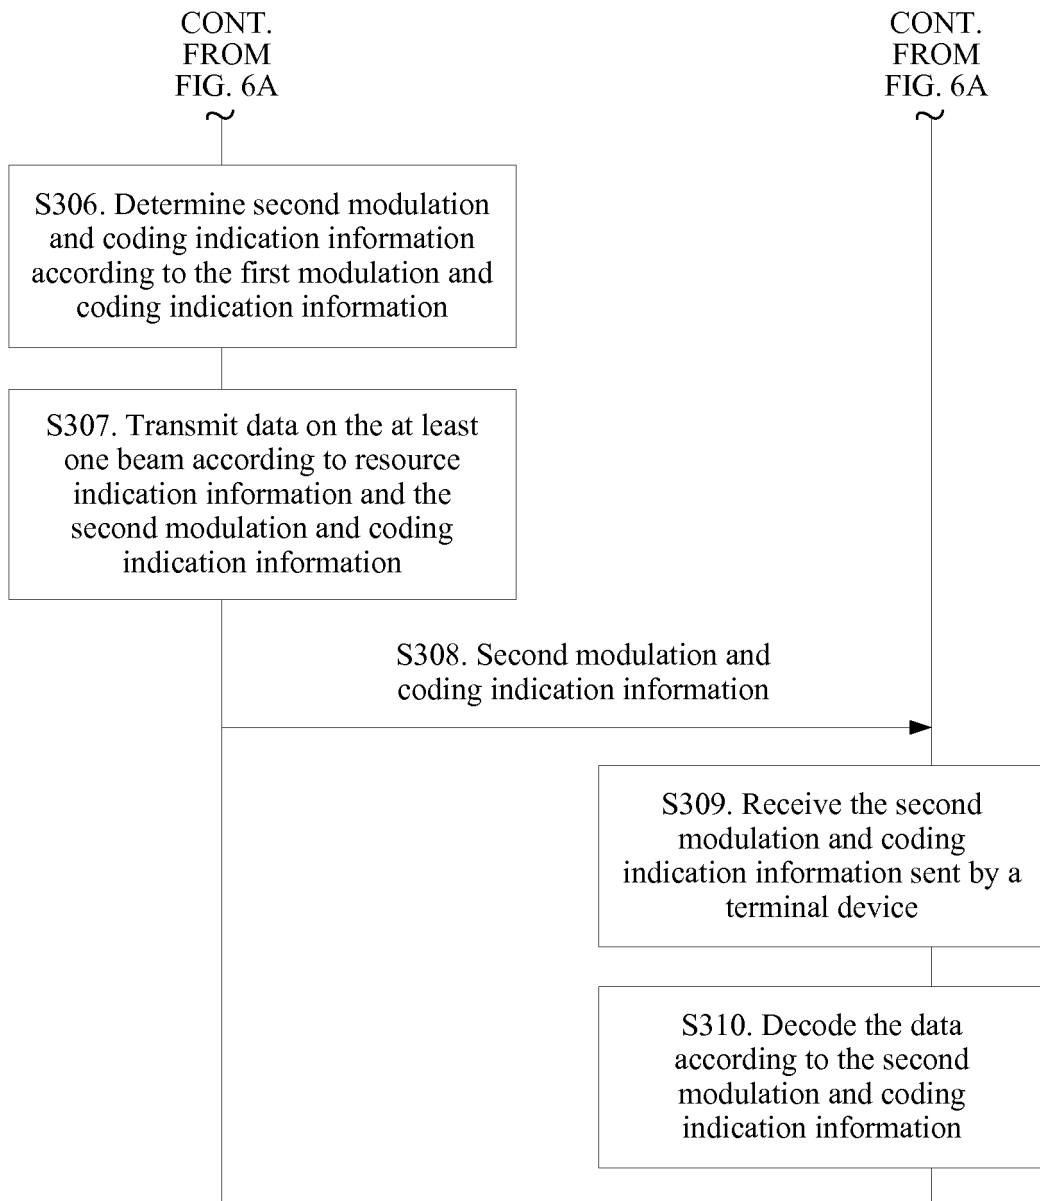 CONT.
FROM
FIG. 6A
CONT.
FROM
FIG. 6A
S306. Determine second modulation
and coding indication information
according to the first modulation and
coding indication information
S307. Transmit data on the at least
one beam according to resource
indication information and the
second modulation and coding
indication information
S308. Second modulation and
coding indication information
S309. Receive the second
modulation and coding
indication information sent by a
terminal device
S310. Decode the data
according to the second
modulation and coding
indication information